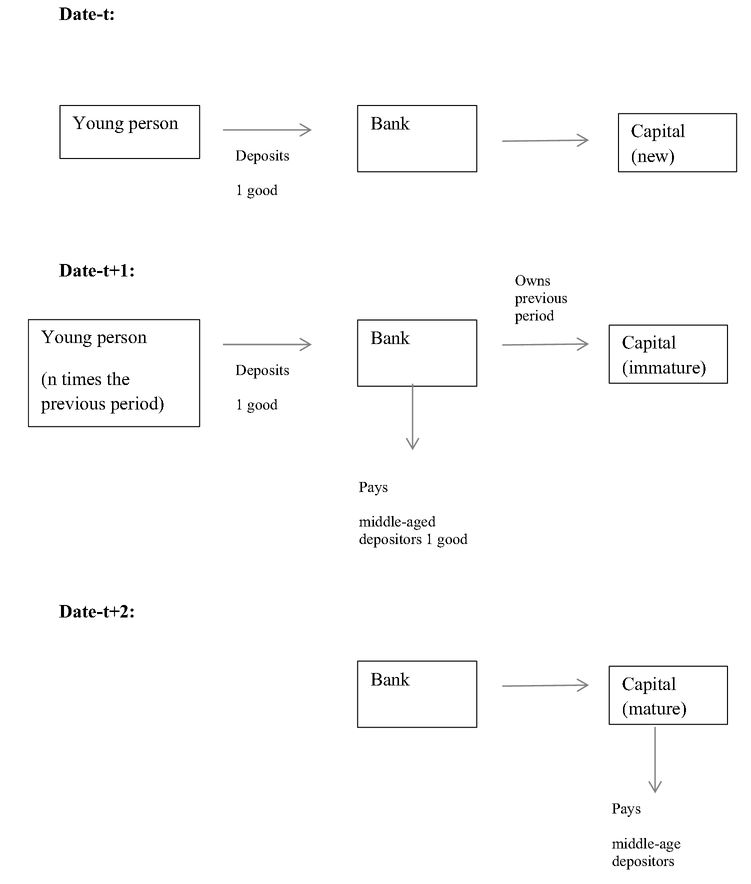 Date-t:
Young person
Bank
Capital
(new)
Deposits
1 good
Date-t+1:
Owns
previous
period
Young person
(n times the
previous period)
Bank
Capital
(immature)
Deposits
1 good
Pays
middle-aged
depositors 1 good
Date-t+2:
Bank
Capital
(mature)
Pays
middle-age
depositors